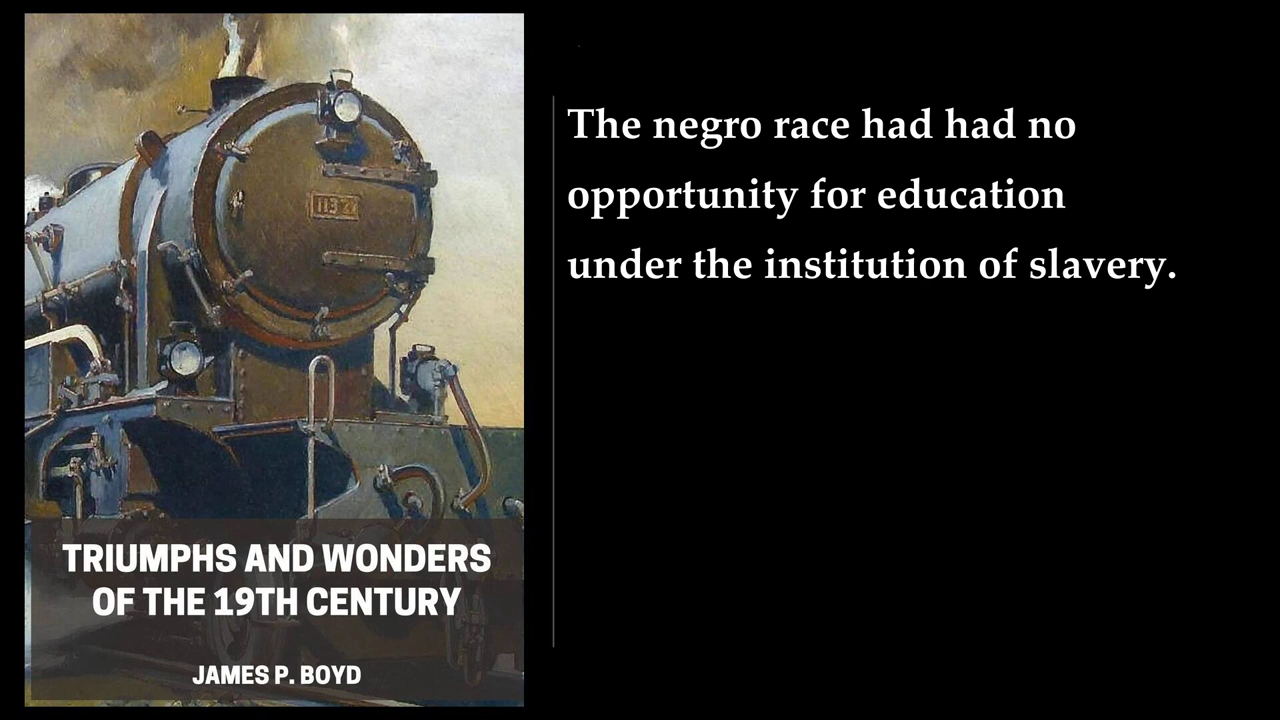 TRIUMPHS AND WONDERS
OF THE 19TH CENTURY
JAMES P. BOYD
The negro race had had no
opportunity for education
under the institution of slavery.